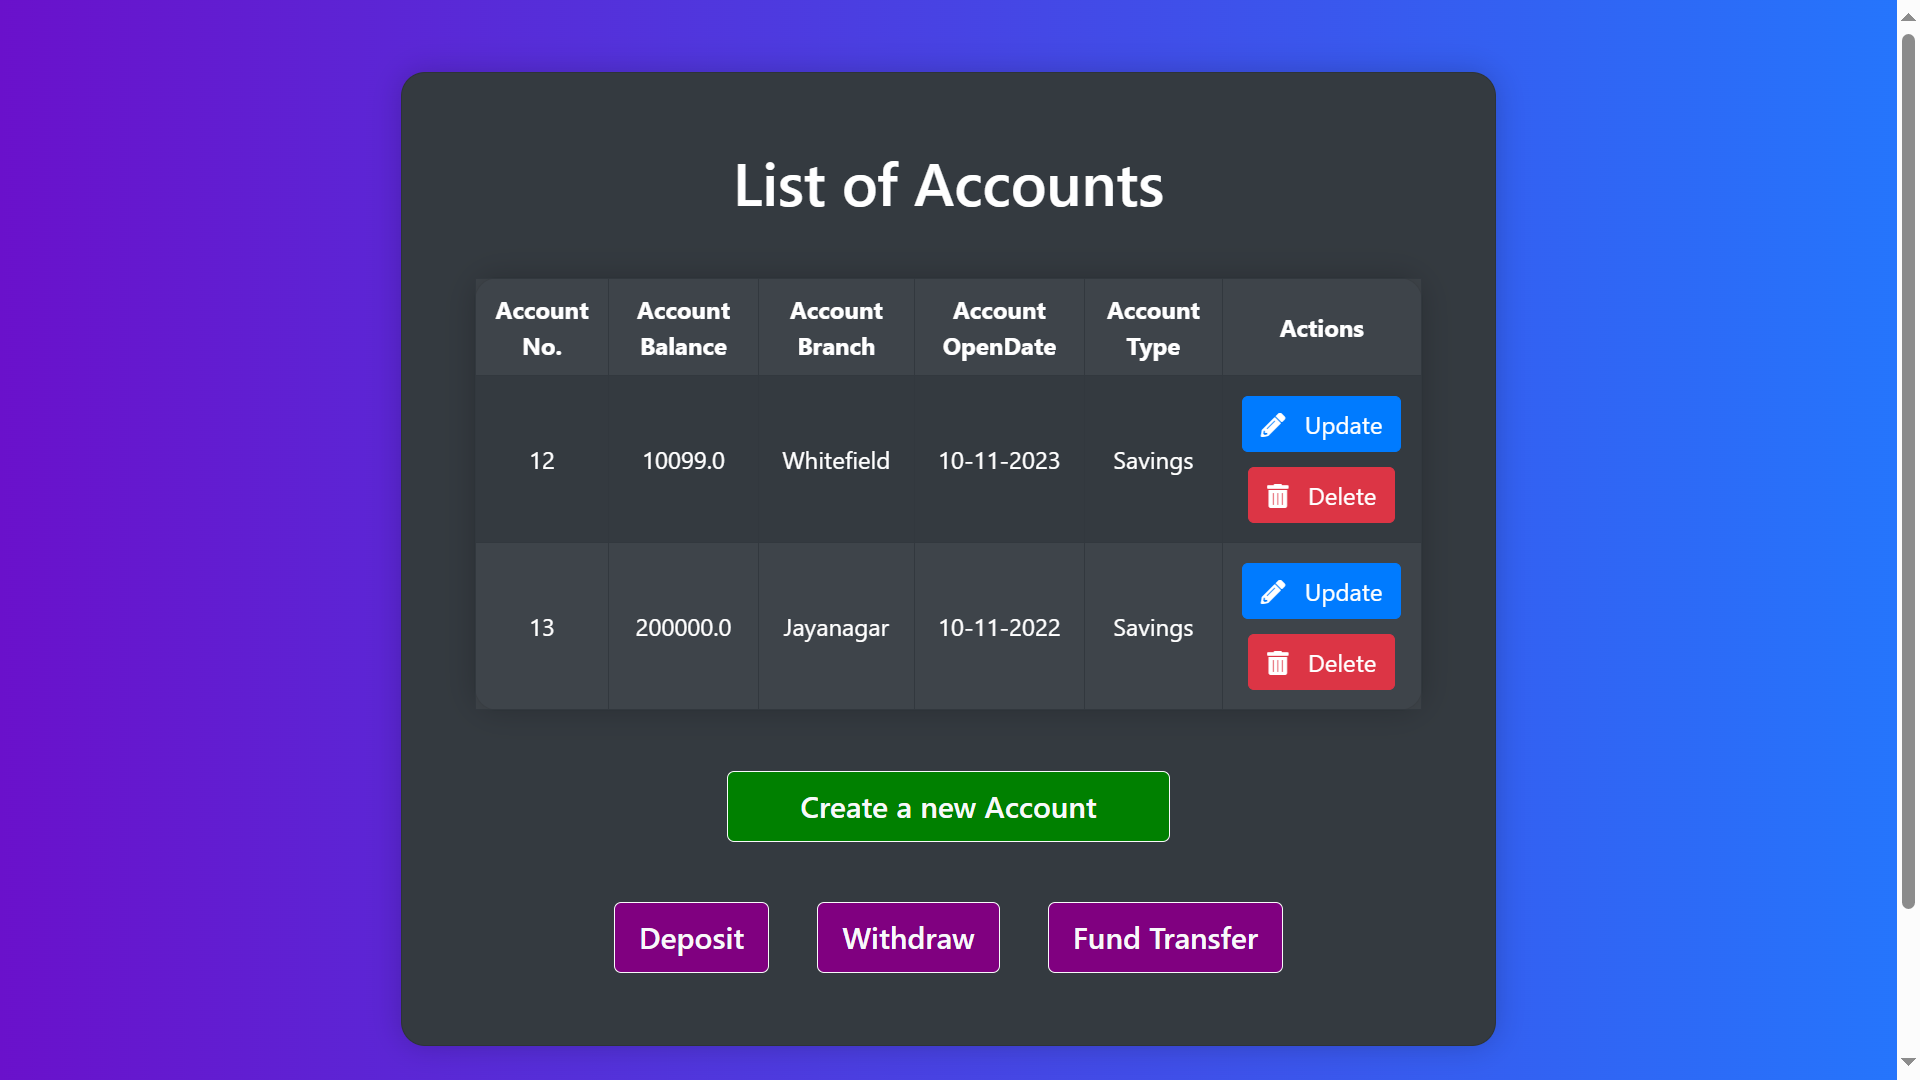 List of Accounts
Account No. Account Balance Account Branch Account OpenDate Account Type Actions
12 10099.0 Whitefield 10-11-2023 Savings Update
Delete
13 200000.0 Jayanagar 10-11-2022 Savings Update
Delete
Create a new Account
Deposit Withdraw Fund Transfer